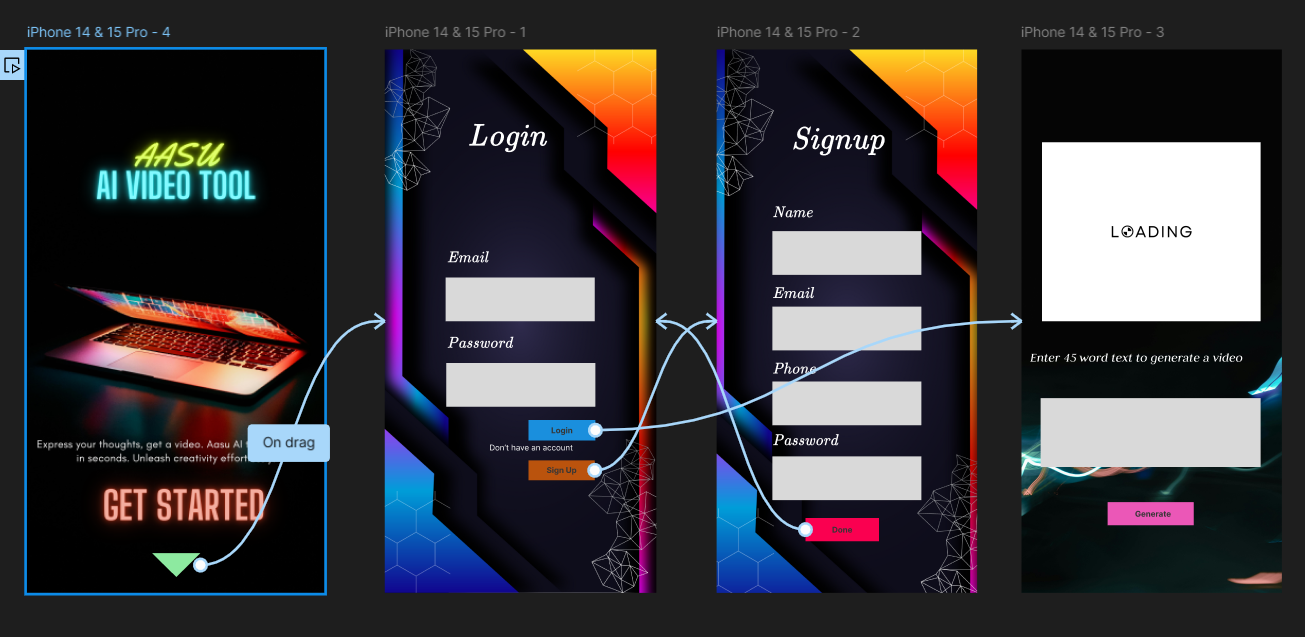 iPhone 14 & 15 Pro - 4
AASU
AI VIDEO TOOL
Express your thoughts, get a video. Aasu AI
in seconds. Unleash creativity
On drag
GET STARTED
iPhone 14 & 15 Pro - 1
Login
Email
Password
Login
Don't have an account
Sign Up
iPhone 14 & 15 Pro - 2
Signup
Name
Email
Phone
Password
Done
iPhone 14 & 15 Pro - 3
LOADING
Enter 45 word text to generate a video
Generate